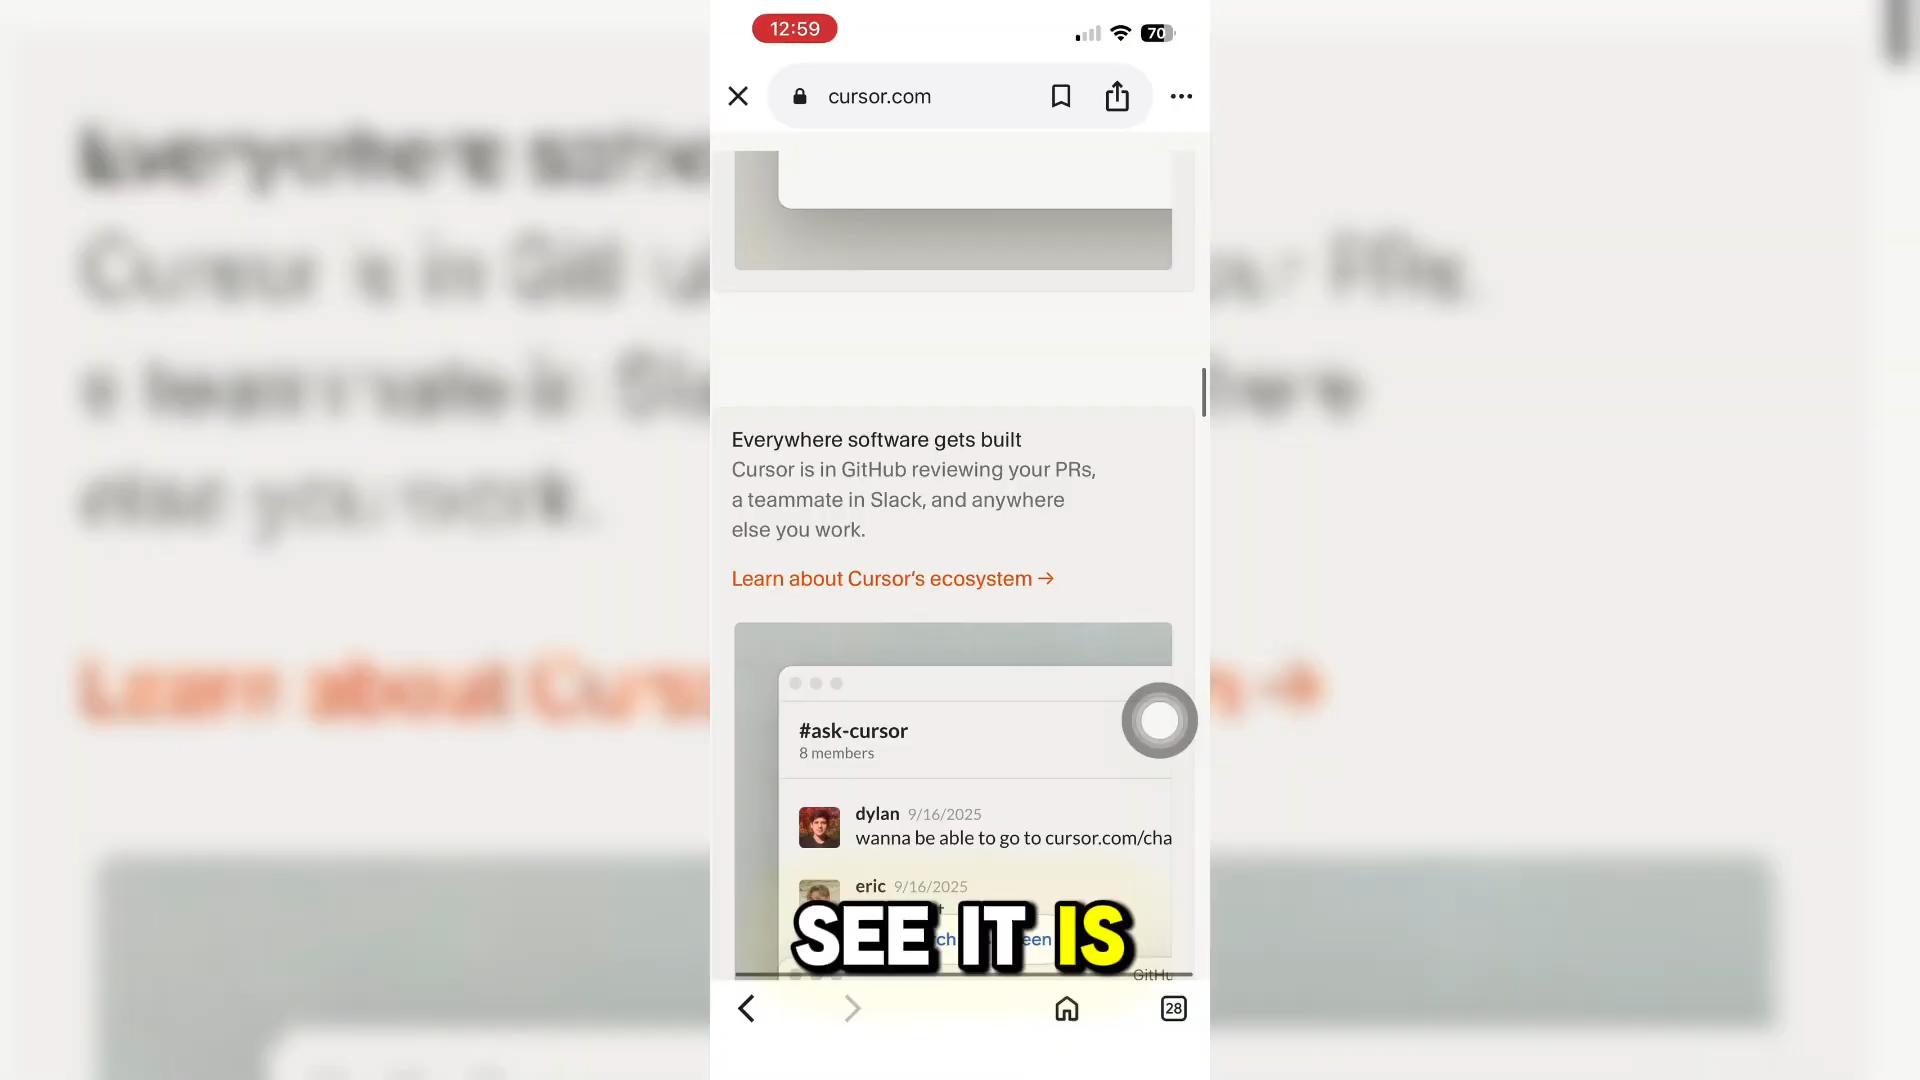 12:59
70
cursor.com
Everywhere software gets built
Cursor is in GitHub reviewing your PRs,
a teammate in Slack, and anywhere
else you work.
Learn about Cursor's ecosystem →
#ask-cursor
8 members
dylan 9/16/2025
wanna be able to go to cursor.com/cha
eric 9/16/2025
SEE IT IS
GitHu
28